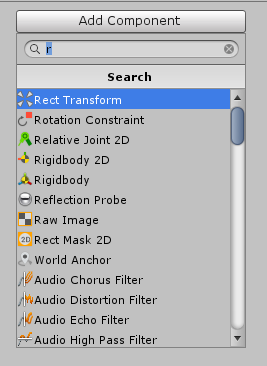 Add Component
r
Search
Rect Transform
Rotation Constraint
Relative Joint 2D
Rigidbody 2D
Rigidbody
Reflection Probe
Raw Image
2D Rect Mask 2D
World Anchor
Audio Chorus Filter
Audio Distortion Filter
Audio Echo Filter
Audio High Pass Filter